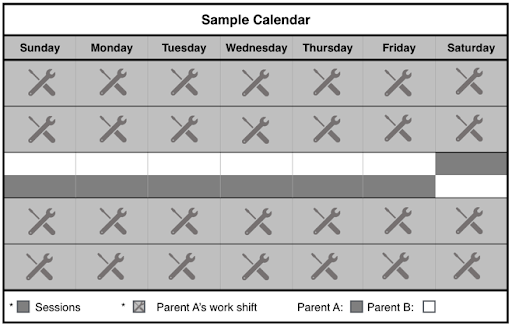 Sample Calendar
Sunday Monday Tuesday Wednesday Thursday Friday Saturday
* Sessions * Parent A's work shift Parent A: Parent B: